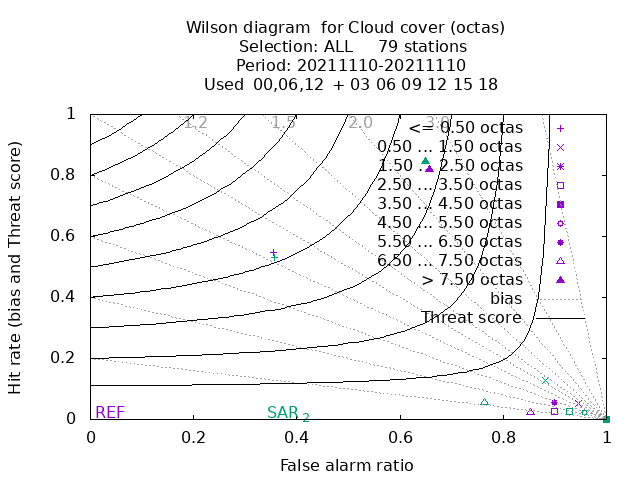 Wilson diagram  for Cloud cover (octas)
Selection: ALL     79 stations
Period: 20211110-20211110
Used  00,06,12  + 03 06 09 12 15 18
Hit rate (bias and Threat score)
1
0.8
0.6
0.4
0.2
0
1.2 1.5 2.0 3.0
<= 0.50 octas
0.50 ... 1.50 octas
1.50 ... 2.50 octas
2.50 ... 3.50 octas
3.50 ... 4.50 octas
4.50 ... 5.50 octas
5.50 ... 6.50 octas
6.50 ... 7.50 octas
> 7.50 octas
bias
Threat score
REF SAR_2
0 0.2 0.4 0.6 0.8 1
False alarm ratio